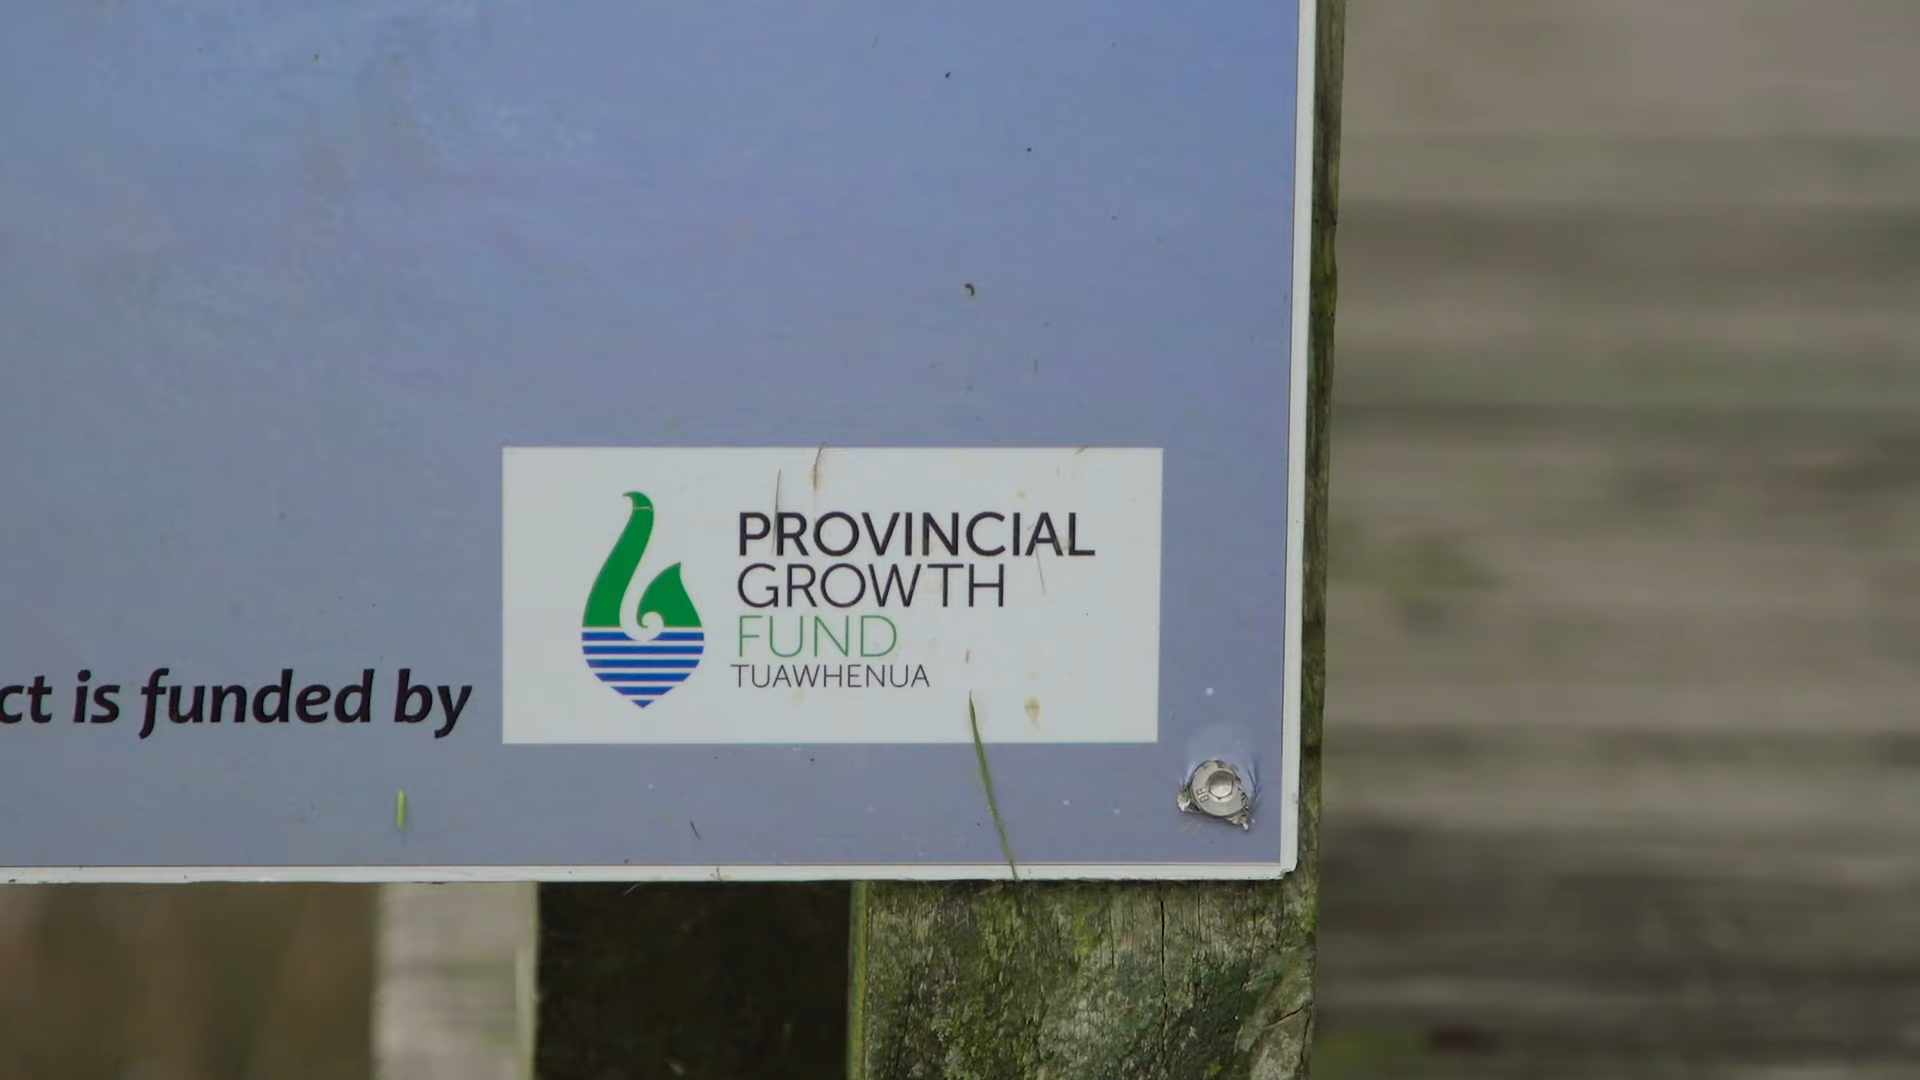 PROVINCIAL
GROWTH
FUND
TUAWHENUA
ct is funded by